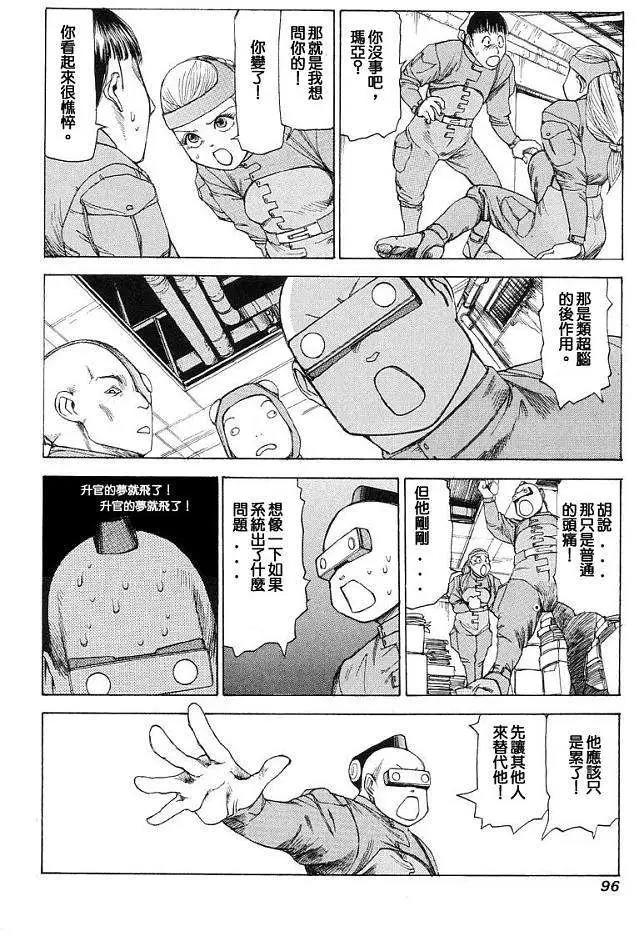 你沒事吧，
瑪亞？
那就是我想
問你的！
你變了！
你看起來很憔悴。
那是類超腦
的後作用。
胡說．．．
那只是普通
的頭痛！
但他剛剛．．．
想像一下如果
系統出了什麼
問題．．．
升官的夢就飛了！
升官的夢就飛了！
他應該只
是累了！
先讓其他人
來替代他！
96